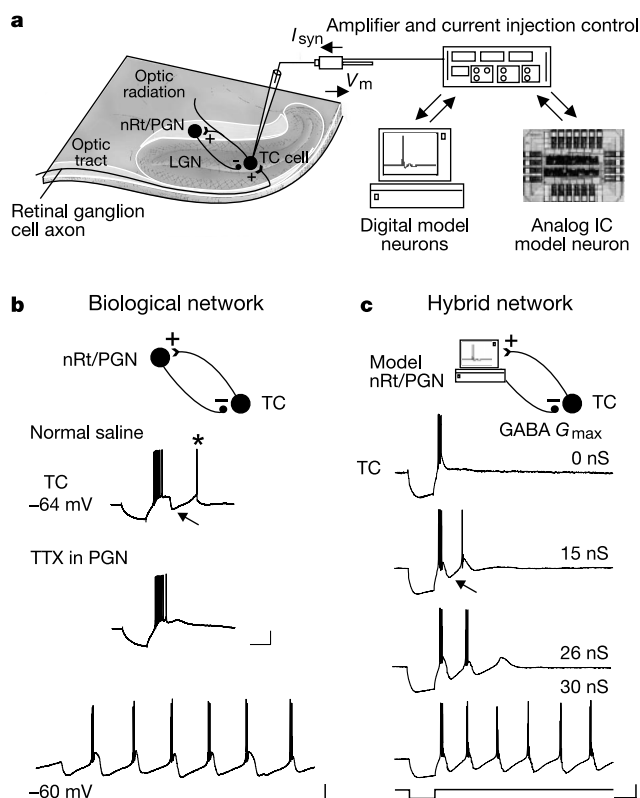 a
Amplifier and current injection control
I syn
V m
Optic
radiation
nRt/PGN
+
Optic
tract
LGN
–
TC cell
+
Retinal ganglion
cell axon
Digital model
neurons
Analog IC
model neuron
b Biological network
+
nRt/PGN
–
TC
Normal saline
*
TC
–64 mV
TTX in PGN
–60 mV
c Hybrid network
+
Model
nRt/PGN
–
TC
GABA G max
TC
0 nS
15 nS
26 nS
30 nS